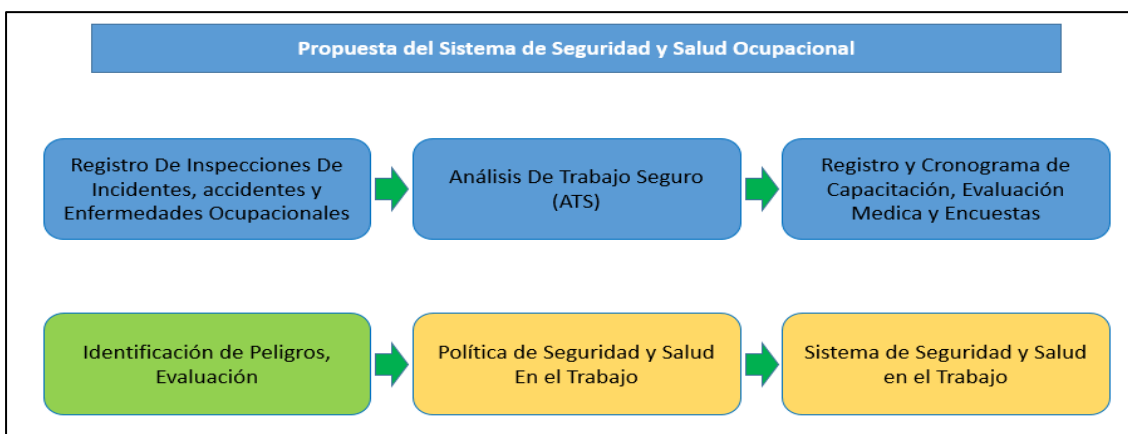 Propuesta del Sistema de Seguridad y Salud Ocupacional
Registro De Inspecciones De
Incidentes, accidentes y
Enfermedades Ocupacionales
Análisis De Trabajo Seguro
(ATS)
Registro y Cronograma de
Capacitación, Evaluación
Medica y Encuestas
Identificación de Peligros,
Evaluación
Política de Seguridad y Salud
En el Trabajo
Sistema de Seguridad y Salud
en el Trabajo